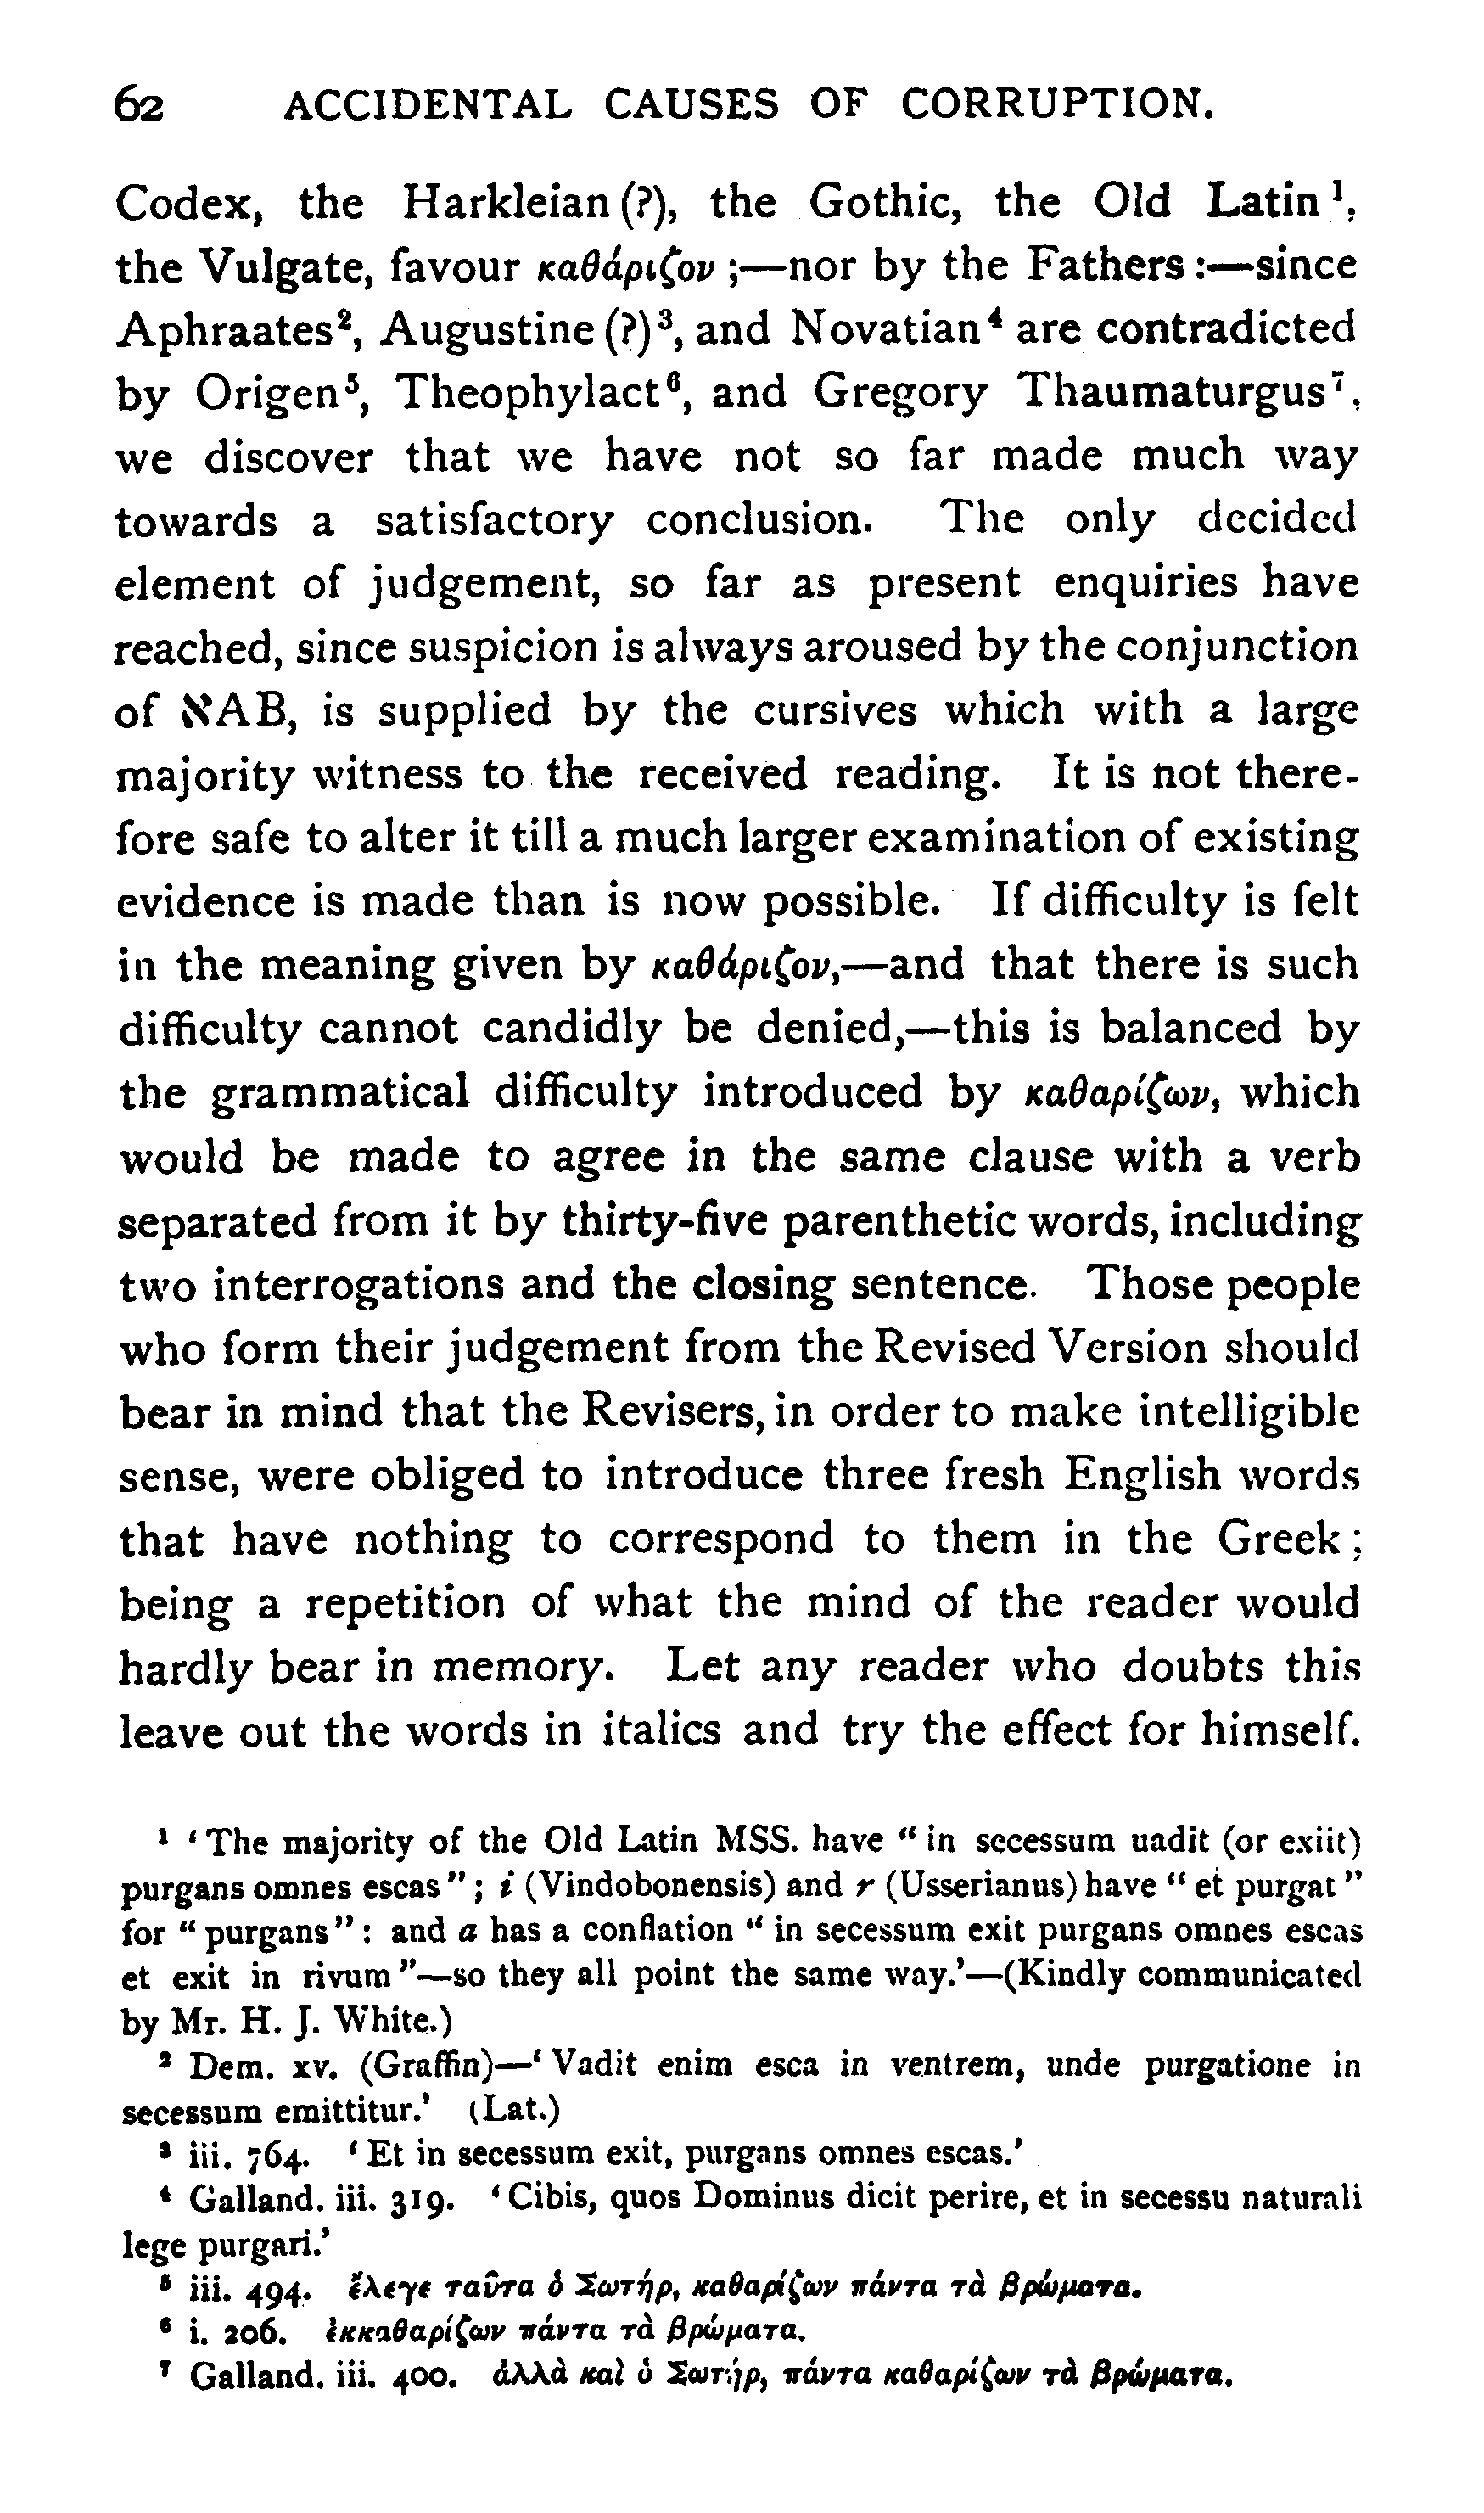 62 ACCIDENTAL CAUSES OF CORRUPTION.
Codex, the Harkleian (?), the Gothic, the Old Latin ¹,
the Vulgate, favour καθάριζον ;—nor by the Fathers :—since
Aphraates², Augustine (?)³, and Novatian⁴ are contradicted
by Origen⁵, Theophylact⁶, and Gregory Thaumaturgus⁷,
we discover that we have not so far made much way
towards a satisfactory conclusion. The only decided
element of judgement, so far as present enquiries have
reached, since suspicion is always aroused by the conjunction
of ℵAB, is supplied by the cursives which with a large
majority witness to the received reading. It is not there-
fore safe to alter it till a much larger examination of existing
evidence is made than is now possible. If difficulty is felt
in the meaning given by καθάριζον,—and that there is such
difficulty cannot candidly be denied,—this is balanced by
the grammatical difficulty introduced by καθαρίζων, which
would be made to agree in the same clause with a verb
separated from it by thirty-five parenthetic words, including
two interrogations and the closing sentence. Those people
who form their judgement from the Revised Version should
bear in mind that the Revisers, in order to make intelligible
sense, were obliged to introduce three fresh English words
that have nothing to correspond to them in the Greek ;
being a repetition of what the mind of the reader would
hardly bear in memory. Let any reader who doubts this
leave out the words in italics and try the effect for himself.
¹ ‘ The majority of the Old Latin MSS. have “ in secessum uadit (or exiit)
purgans omnes escas ” ; i (Vindobonensis) and r (Usserianus) have “ et purgat ”
for “ purgans ” : and a has a conflation “ in secessum exit purgans omnes escas
et exit in rivum ”—so they all point the same way.’—(Kindly communicated
by Mr. H. J. White.)
² Dem. xv. (Graffin)—‘ Vadit enim esca in ventrem, unde purgatione in
secessum emittitur.’ (Lat.)
³ iii. 764. ‘ Et in secessum exit, purgans omnes escas.’
⁴ Galland. iii. 319. ‘ Cibis, quos Dominus dicit perire, et in secessu naturali
lege purgari.’
⁵ iii. 494. ἔλεγε ταῦτα ὁ Σωτήρ, καθαρίζων πάντα τὰ βρώματα.
⁶ i. 206. ἐκκαθαρίζων πάντα τὰ βρώματα.
⁷ Galland. iii. 400. ἀλλὰ καὶ ὁ Σωτήρ, πάντα καθαρίζων τὰ βρώματα.